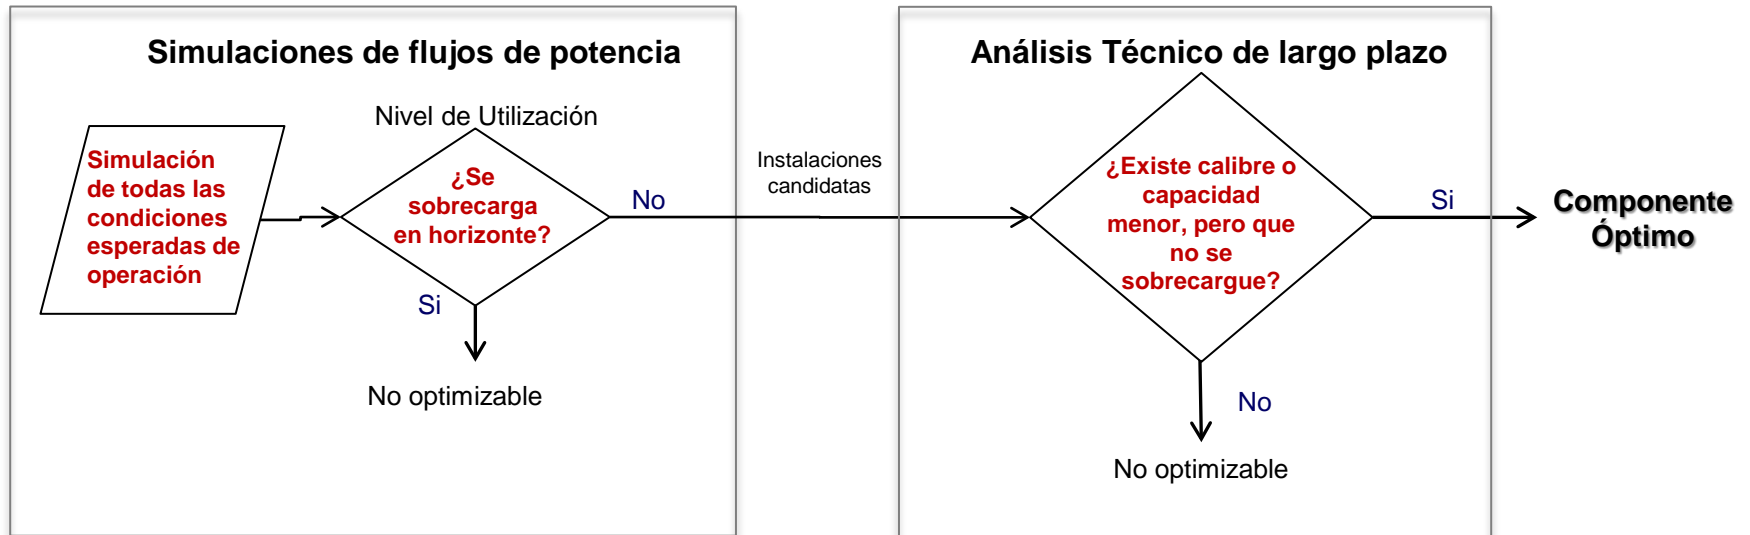 Simulaciones de flujos de potencia
Nivel de Utilización
Simulación
de todas las
condiciones
esperadas de
operación
¿Se
sobrecarga
en horizonte?
No
Si
No optimizable
Instalaciones
candidatas
Análisis Técnico de largo plazo
¿Existe calibre o
capacidad
menor, pero que
no se
sobrecargue?
Si
No
No optimizable
Componente
Óptimo